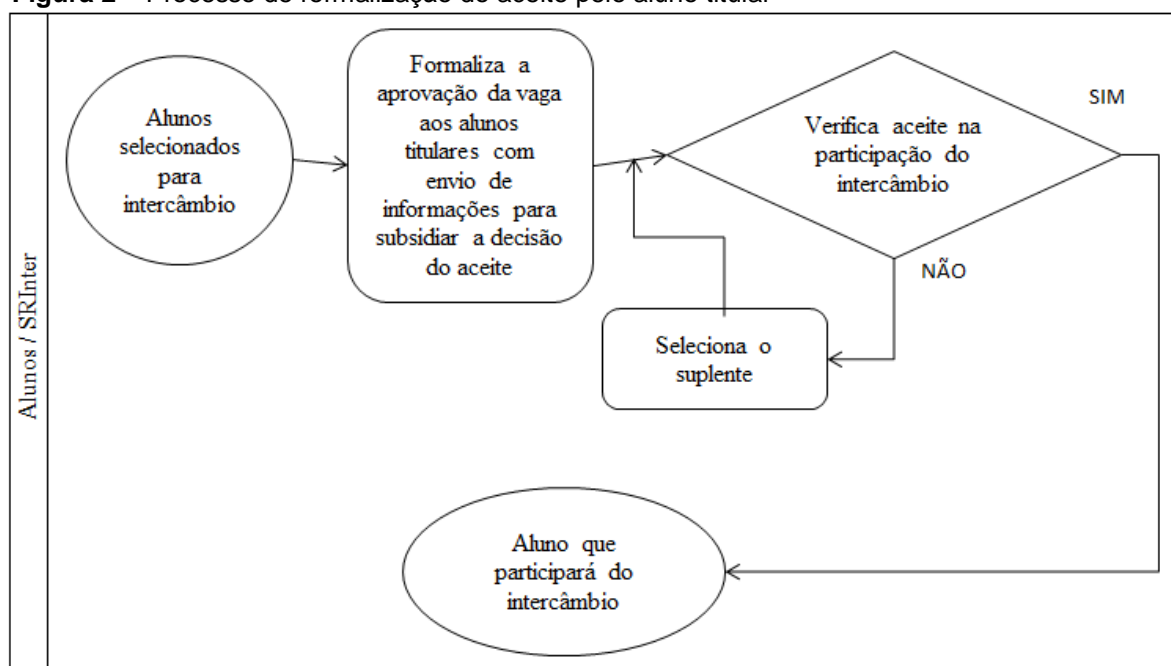 Figura 2 – Processo de formalização do aceite pelo aluno titular
Alunos / SRInter
Alunos
selecionados
para
intercâmbio
Formaliza a
aprovação da vaga
aos alunos
titulares com
envio de
informações para
subsidiar a decisão
do aceite
Verifica aceite na
participação do
intercâmbio
SIM
NÃO
Seleciona o
suplente
Aluno que
participará do
intercâmbio